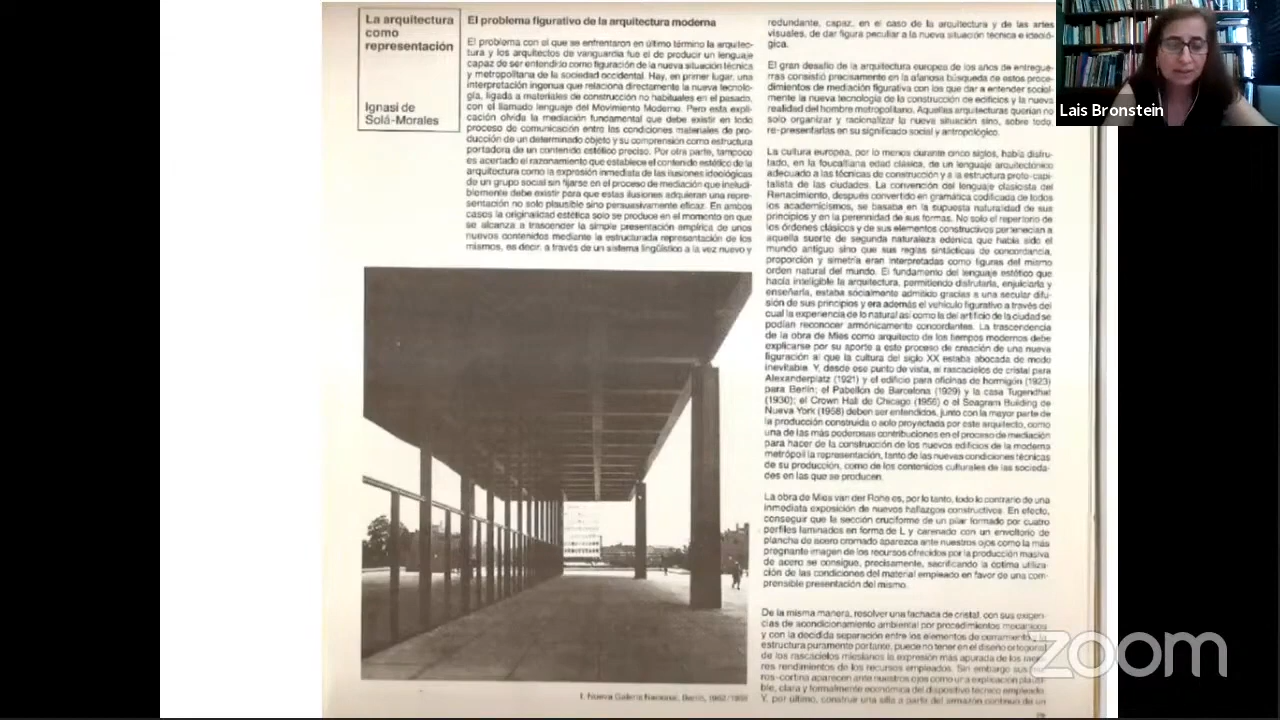 La arquitectura
como
representación
Ignasi de
Solá-Morales
El problema figurativo de la arquitectura moderna
El problema con el que se enfrentaron en último término la arquitec-
tura y los arquitectos de vanguardia fue el de producir un lenguaje
capaz de ser entendido como figuración de la nueva situación técnica
y metropolitana de la sociedad occidental. Hay, en primer lugar, una
interpretación ingenua que relaciona directamente la nueva tecnolo-
gía, ligada a materiales de construcción no habituales en el pasado,
con el llamado lenguaje del Movimiento Moderno. Pero esta expli-
cación olvida la mediación fundamental que debe existir en todo
proceso de comunicación entre las condiciones materiales de pro-
ducción de un determinado objeto y su comprensión como estructura
portadora de un contenido estético preciso. Por otra parte, tampoco
es acertado el razonamiento que establece el contenido estético de la
arquitectura como la expresión inmediata de las ilusiones ideológicas
de un grupo social sin fijarse en el proceso de mediación que ineludi-
blemente debe existir para que estas ilusiones adquieran una repre-
sentación no solo plausible sino persuasivamente eficaz. En ambos
casos la originalidad estética solo se produce en el momento en que
se alcanza a trascender la simple presentación empírica de unos
nuevos contenidos mediante la estructurada representación de los
mismos, es decir, a través de un sistema lingüístico a la vez nuevo y
1. Nueva Galería Nacional, Berlín, 1962/1968
redundante, capaz, en el caso de la arquitectura y de las artes
visuales, de dar figura peculiar a la nueva situación técnica e ideoló-
gica.
El gran desafío de la arquitectura europea de los años de entregue-
rras consistió precisamente en la afanosa búsqueda de estos proce-
dimientos de mediación figurativa con los que dar a entender social-
mente la nueva tecnología de la construcción de edificios y la nueva
realidad del hombre metropolitano. Aquellas arquitecturas querían no
solo organizar y racionalizar la nueva situación sino, sobre todo
re-presentarlas en su significado social y antropológico.
La cultura europea, por lo menos durante cinco siglos, había disfru-
tado, en la foucaltiana edad clásica, de un lenguaje arquitectónico
adecuado a las técnicas de construcción y a la estructura proto-capi-
talista de las ciudades. La convención del lenguaje clasicista del
Renacimiento, después convertido en gramática codificada de todos
los academicismos, se basaba en la supuesta naturalidad de sus
principios y en la perennidad de sus formas. No solo el repertorio de
los órdenes clásicos y de sus elementos constructivos pertenecían a
aquella suerte de segunda naturaleza edénica que había sido el
mundo antiguo sino que sus reglas sintácticas de concordancia,
proporción y simetría eran interpretadas como figuras del mismo
orden natural del mundo. El fundamento del lenguaje estético que
hacía inteligible la arquitectura, permitiendo disfrutarla, enjuiciarla y
enseñarla, estaba socialmente admitido gracias a una secular difu-
sión de sus principios y era además el vehículo figurativo a través del
cual la experiencia de lo natural así como la del artificio de la ciudad se
podían reconocer armónicamente concordantes. La trascendencia
de la obra de Mies como arquitecto de los tiempos modernos debe
explicarse por su aporte a este proceso de creación de una nueva
figuración al que la cultura del siglo XX estaba abocada de modo
inevitable. Y, desde ese punto de vista, el rascacielos de cristal para
Alexanderplatz (1921) y el edificio para oficinas de hormigón (1923)
para Berlín; el Pabellón de Barcelona (1929) y la casa Tugendhat
(1930); el Crown Hall de Chicago (1956) o el Seagram Building de
Nueva York (1958) deben ser entendidos, junto con la mayor parte de
la producción construida o solo proyectada por este arquitecto, como
una de las más poderosas contribuciones en el proceso de mediación
para hacer de la construcción de los nuevos edificios de la moderna
metrópoli la representación, tanto de las nuevas condiciones técnicas
de su producción, como de los contenidos culturales de las socieda-
des en las que se producen.
La obra de Mies van der Rohe es, por lo tanto, todo lo contrario de una
inmediata exposición de nuevos hallazgos constructivos. En efecto,
conseguir que la sección cruciforme de un pilar formado por cuatro
perfiles laminados en forma de L y carenado con un envoltorio de
plancha de acero cromado aparezca ante nuestros ojos como la más
pregnante imagen de los recursos ofrecidos por la producción masiva
de acero se consigue, precisamente, sacrificando la óptima utiliza-
ción de las condiciones del material empleado en favor de una com-
prensible presentación del mismo.
De la misma manera, resolver una fachada de cristal, con sus exigen-
cias de acondicionamiento ambiental por procedimientos mecánicos
y con la decidida separación entre los elementos de cerramiento y la
estructura puramente portante, puede no tener en el diseño ortogonal
de los rascacielos miesianos la expresión más apurada de los mejo-
res rendimientos de los recursos empleados. Sin embargo sus mu-
ros-cortina aparecen ante nuestros ojos como una explicación plausi-
ble, clara y formalmente económica del dispositivo técnico empleado.
Y, por último, construir una silla a partir del armazón continuo de un
Lais Bronstein
zoom